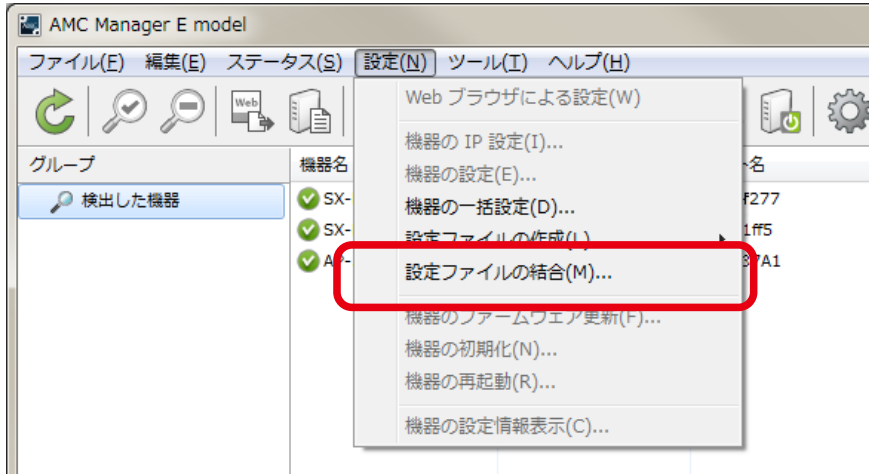 AMC Manager E model
ファイル(F) 編集(E) ステータス(S) 設定(N) ツール(T) ヘルプ(H)
Web
Web ブラウザによる設定(W)
機器の IP 設定(I)...
機器の設定(E)...
機器の一括設定(D)...
設定ファイルの作成(L)
設定ファイルの結合(M)...
機器のファームウェア更新(F)...
機器の初期化(N)...
機器の再起動(R)...
機器の設定情報表示(C)...
グループ 機器名 ト名
検出した機器 SX- f277
SX- 1ff5
AP- 37A1